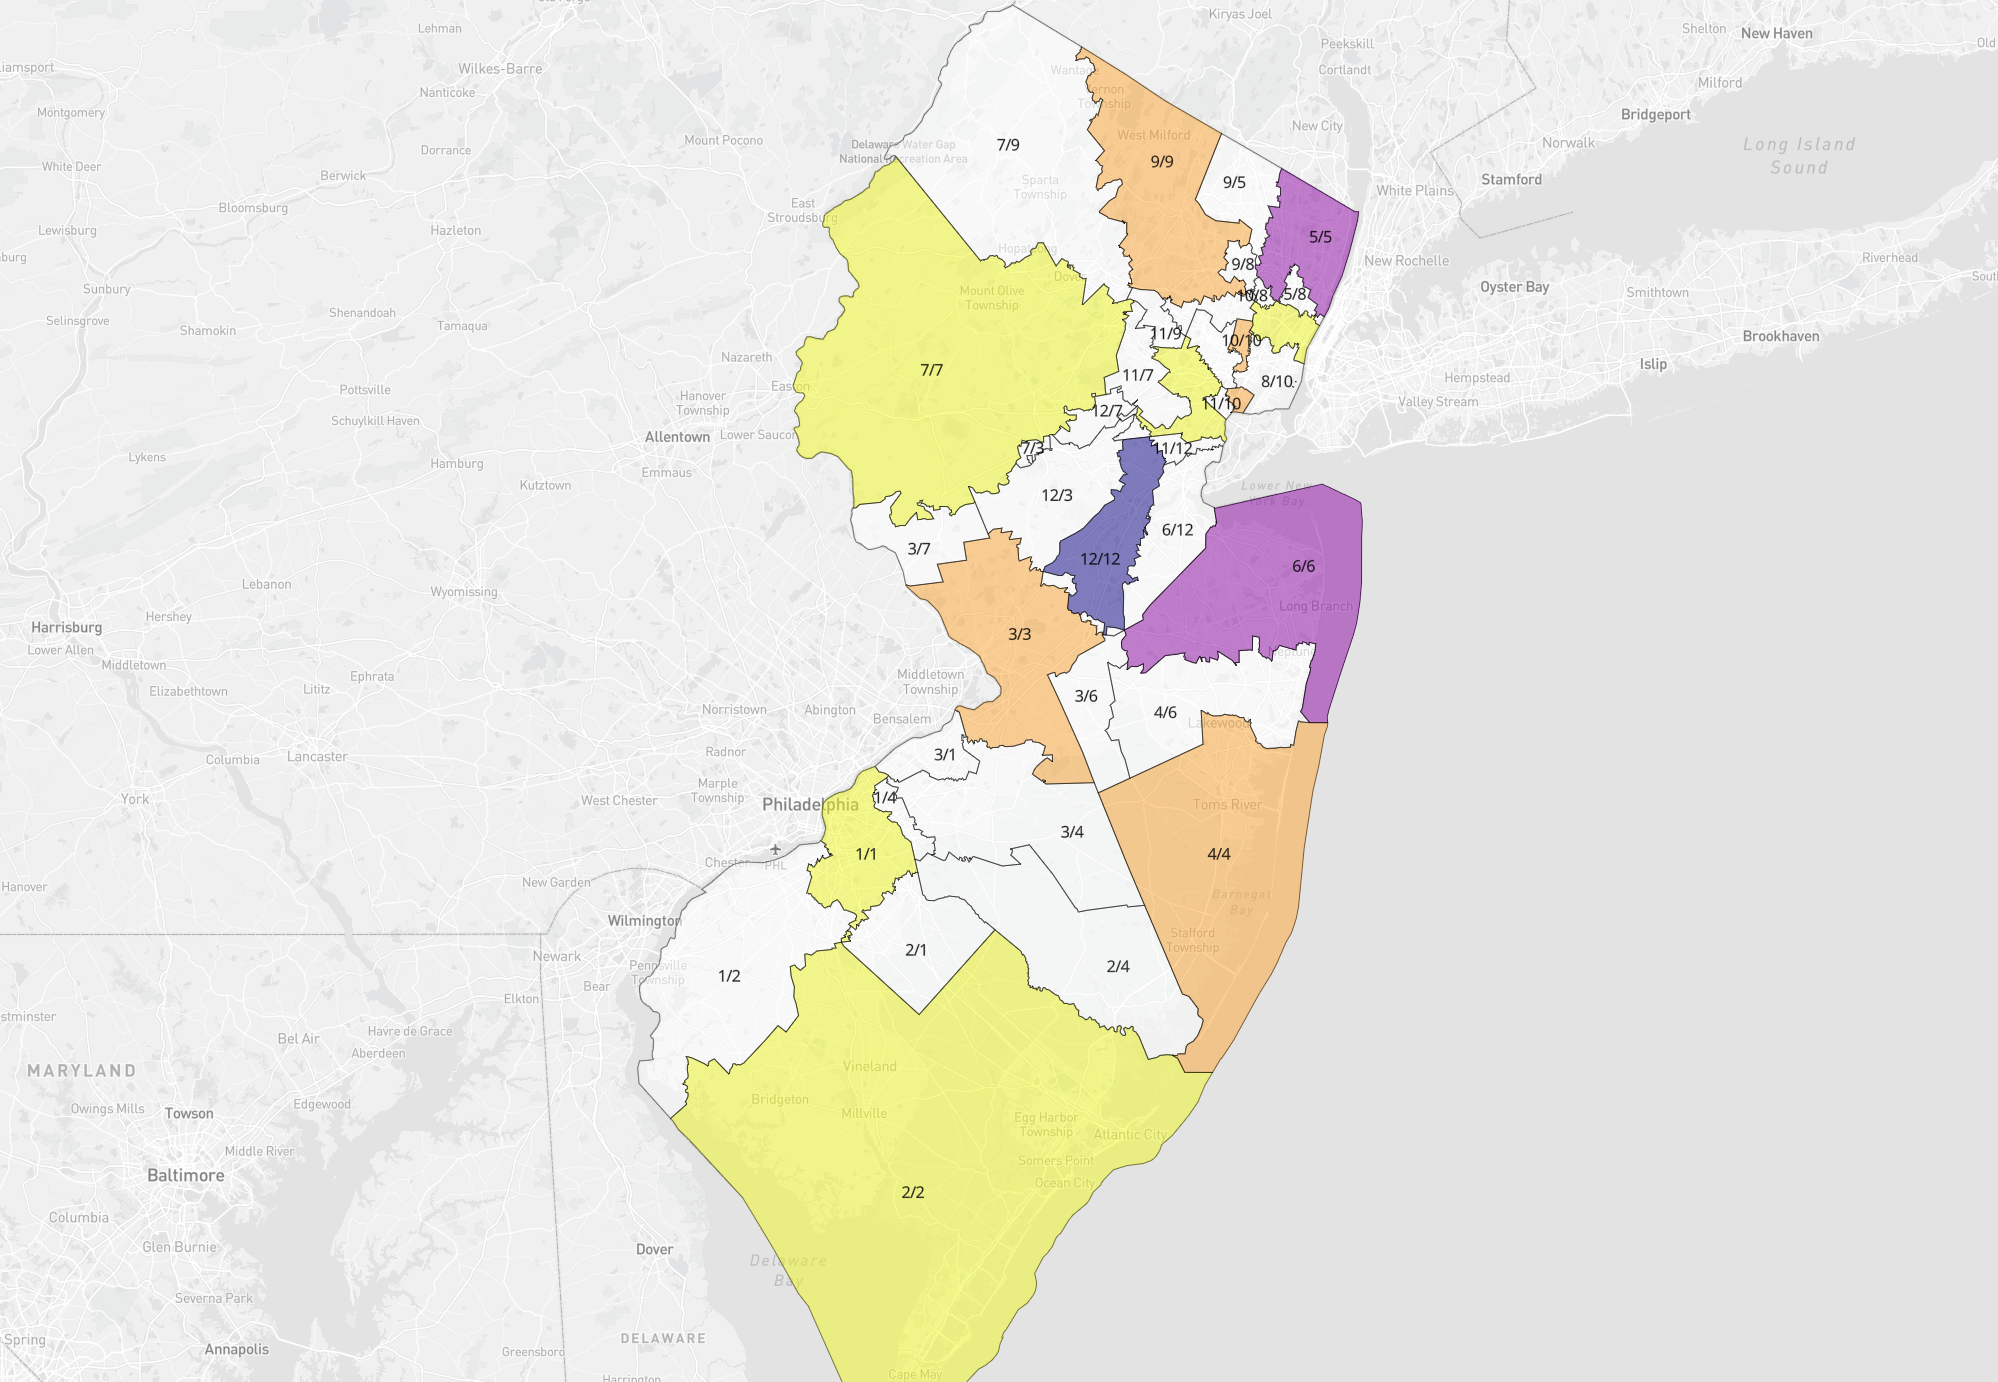 Lehman
Kiryas Joel
Shelton
New Haven
Old
Peekskill
Cortlandt
liamsport
Wilkes-Barre
Nanticoke
Wantage
Vernon
Township
Milford
Bridgeport
Montgomery
New City
Norwalk
Long Island
Sound
White Deer
Dorrance
Mount Pocono
Delaware Water Gap
National Recreation Area
7/9
West Milford
9/9
9/5
White Plains
Stamford
Berwick
Sparta
Township
Bloomsburg
East
Stroudsburg
Lewisburg
Hazleton
5/5
Hopatcong
New Rochelle
Riverhead
burg
Sunbury
Dover
9/8
Mount Olive
Township
10/8
5/8
Oyster Bay
Smithtown
Selinsgrove
Shenandoah
Shamokin
Tamaqua
11/9
10/10
Brookhaven
Nazareth
7/7
Islip
Easton
11/7
8/10
Hempstead
Pottsville
Hanover
Township
Valley Stream
12/7
11/10
Schuylkill Haven
Allentown
Lower Saucon
7/3
11/12
Lykens
Hamburg
Emmaus
Kutztown
12/3
Lower New
York Bay
6/12
3/7
12/12
6/6
Lebanon
Wyomissing
Long Branch
Hershey
Harrisburg
Lower Allen
3/3
Neptune
Middletown
Ephrata
Middletown
Township
Elizabethtown
Lititz
3/6
4/6
Norristown
Abington
Bensalem
Lakewood
Radnor
3/1
Lancaster
Columbia
Marple
Township
York
West Chester
Philadelphia
1/4
Toms River
3/4
1/1
4/4
Chester
PHL
Hanover
New Garden
Barnegat
Bay
Wilmington
Stafford
Township
2/1
Newark
Pennsville
Township
1/2
2/4
Bear
Elkton
stminster
Bel Air
Havre de Grace
Aberdeen
MARYLAND
Vineland
Owings Mills
Towson
Edgewood
Bridgeton
Millville
Egg Harbor
Township
Atlantic City
Middle River
Somers Point
Baltimore
Ocean City
2/2
Columbia
Glen Burnie
Dover
Delaware
Bay
Severna Park
Spring
Annapolis
DELAWARE
Greensboro
Cape May
Harrington